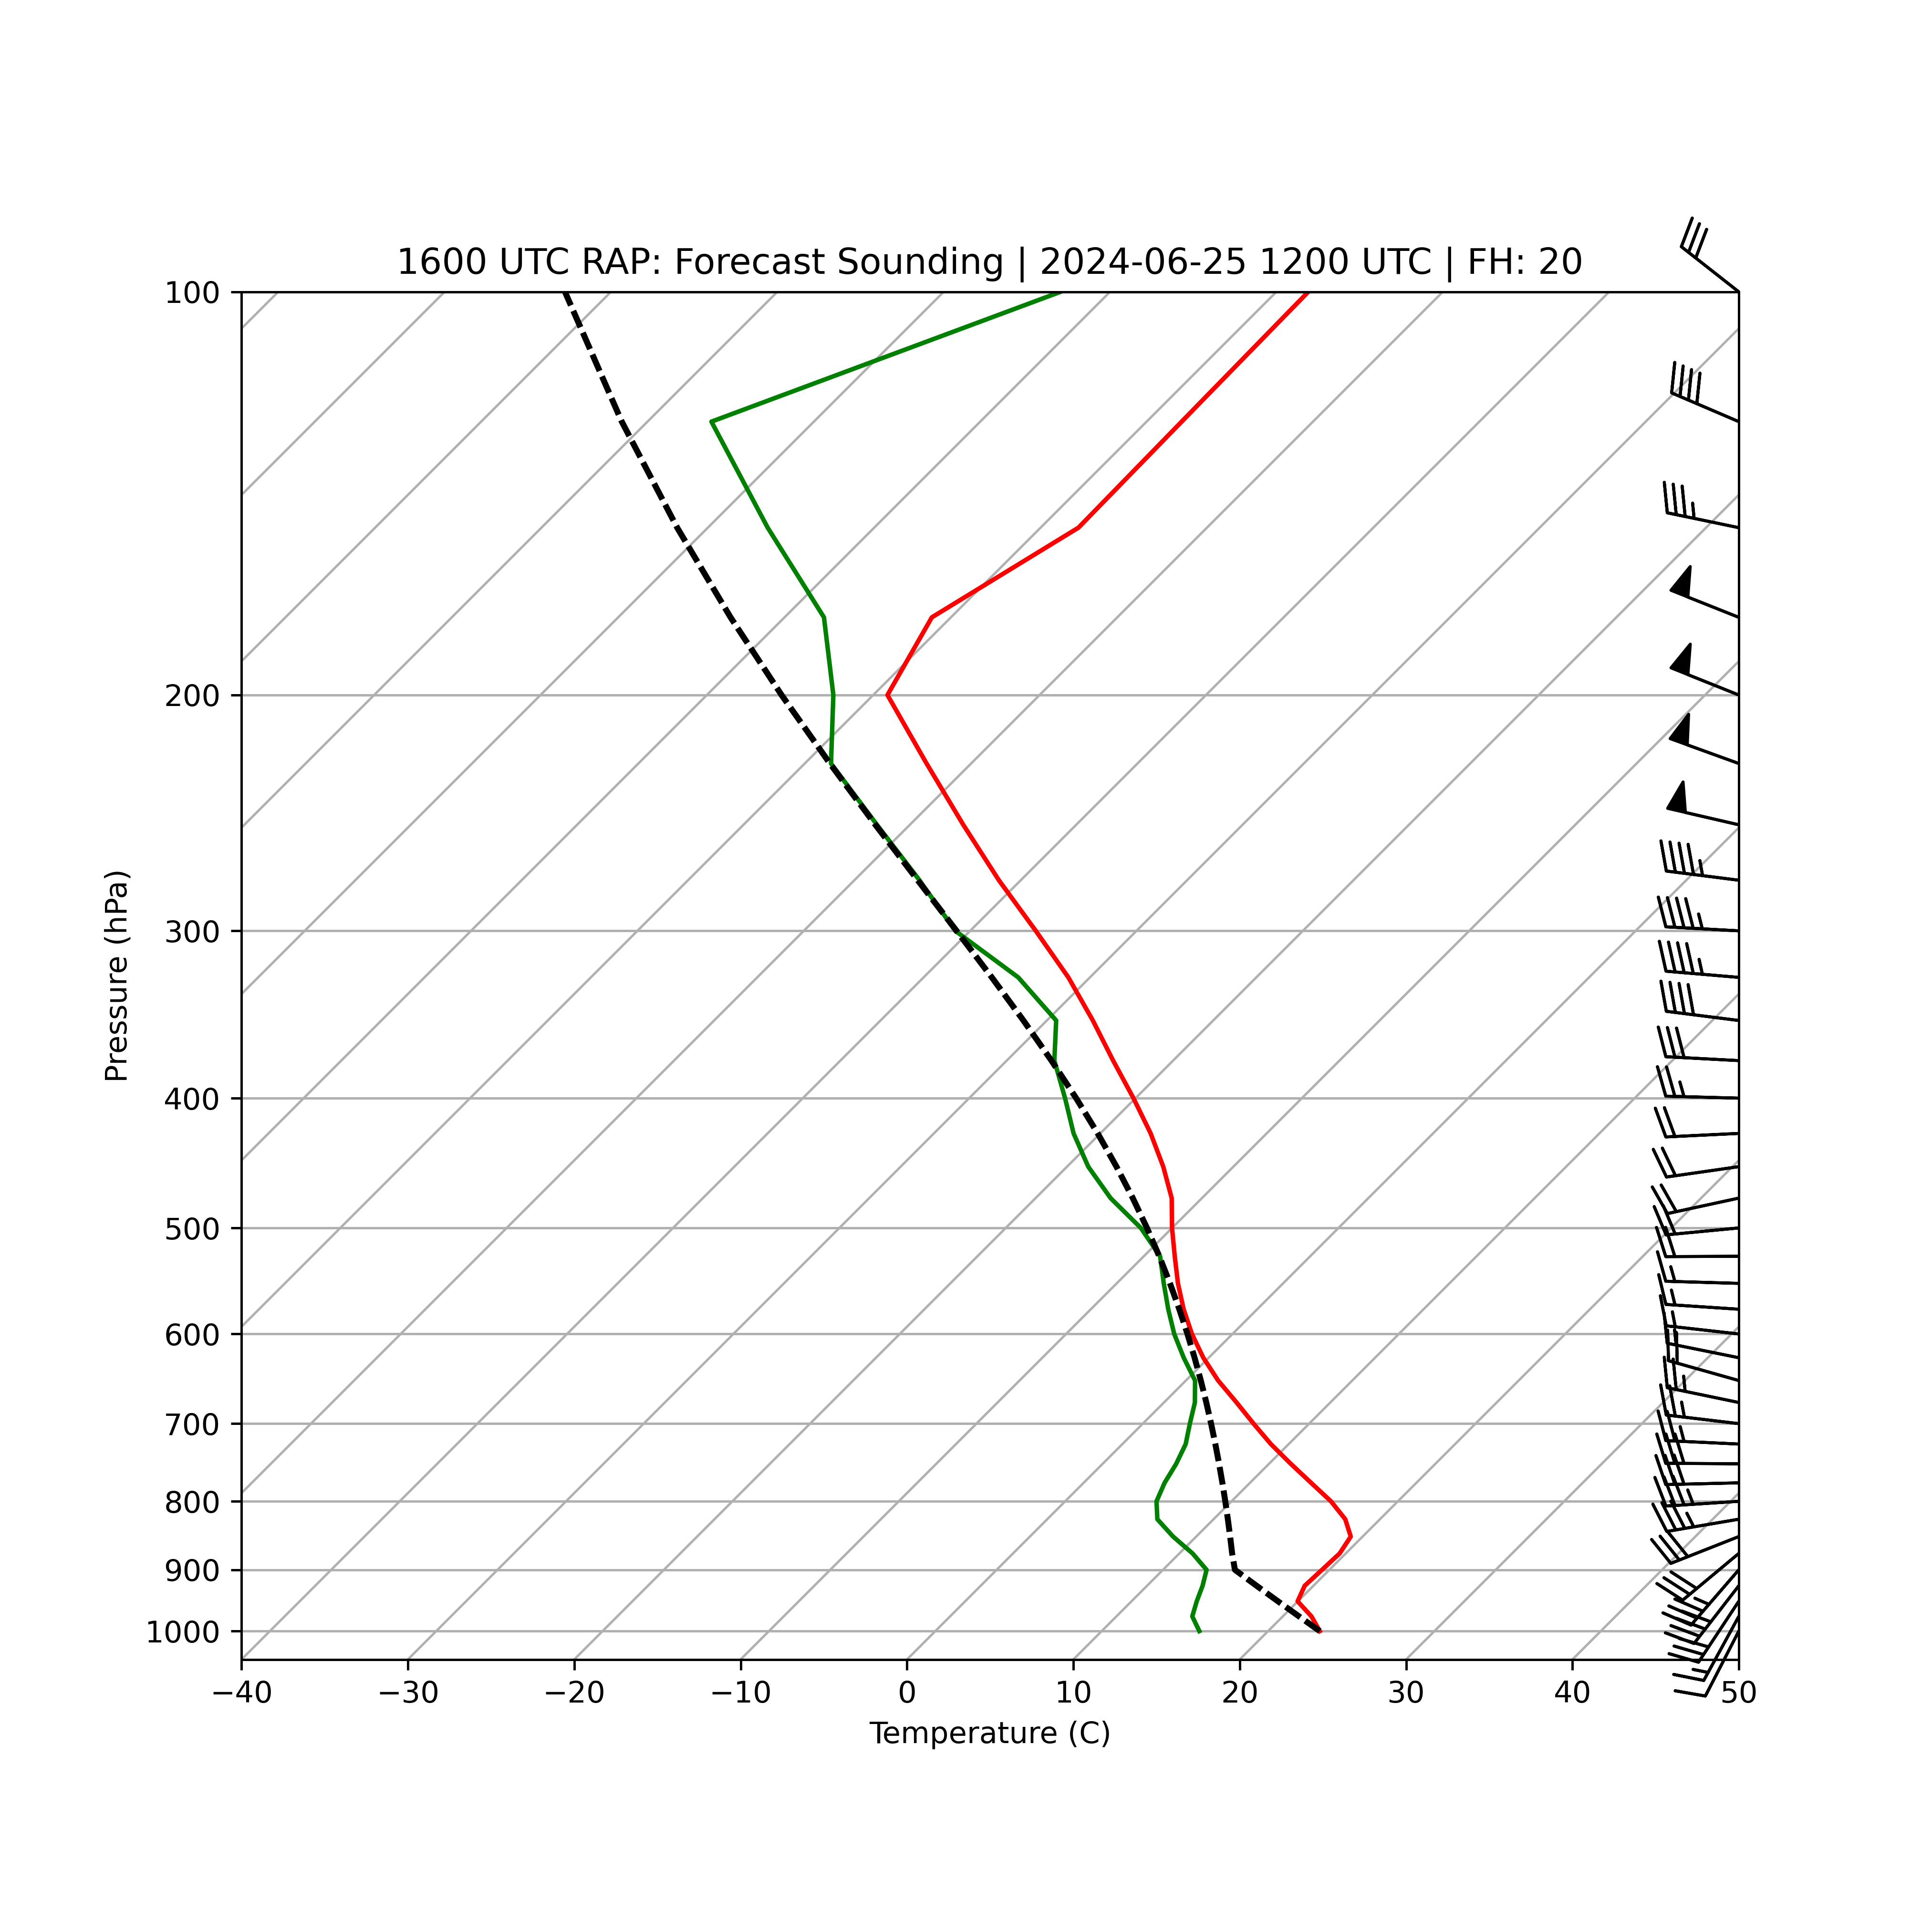 1600 UTC RAP: Forecast Sounding | 2024-06-25 1200 UTC | FH: 20
100
200
300
400
500
600
700
800
900
1000
Pressure (hPa)
−40 −30 −20 −10 0 10 20 30 40 50
Temperature (C)